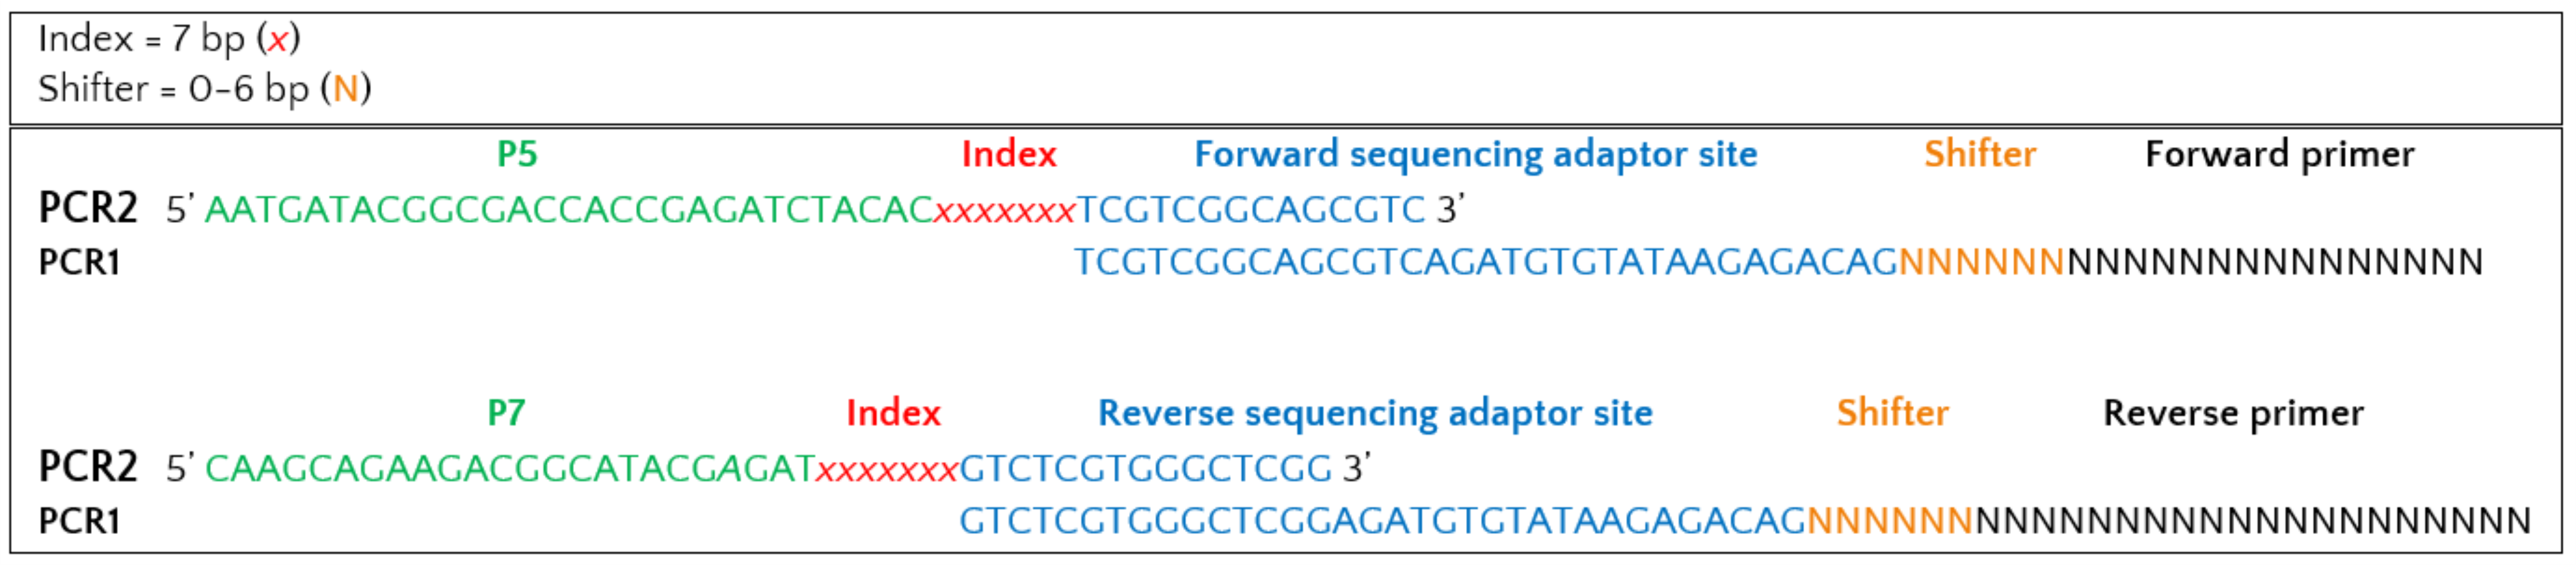 Index = 7 bp (x)
Shifter = 0-6 bp (N)
P5 Index Forward sequencing adaptor site Shifter Forward primer
PCR2 5' AATGATACGGCGACCACCGAGATCTACACxxxxxxxTCGTCGGCAGCGTC 3'
PCR1 TCGTCGGCAGCGTCAGATGTGTATAAGAGACAGNNNNNNNNNNNNNNNNNNNNN
P7 Index Reverse sequencing adaptor site Shifter Reverse primer
PCR2 5' CAAGCAGAAGACGGCATACGAGATxxxxxxxGTCTCGTGGGCTCGG 3'
PCR1 GTCTCGTGGGCTCGGAGATGTGTATAAGAGACAGNNNNNNNNNNNNNNNNNNNNNNNNNN